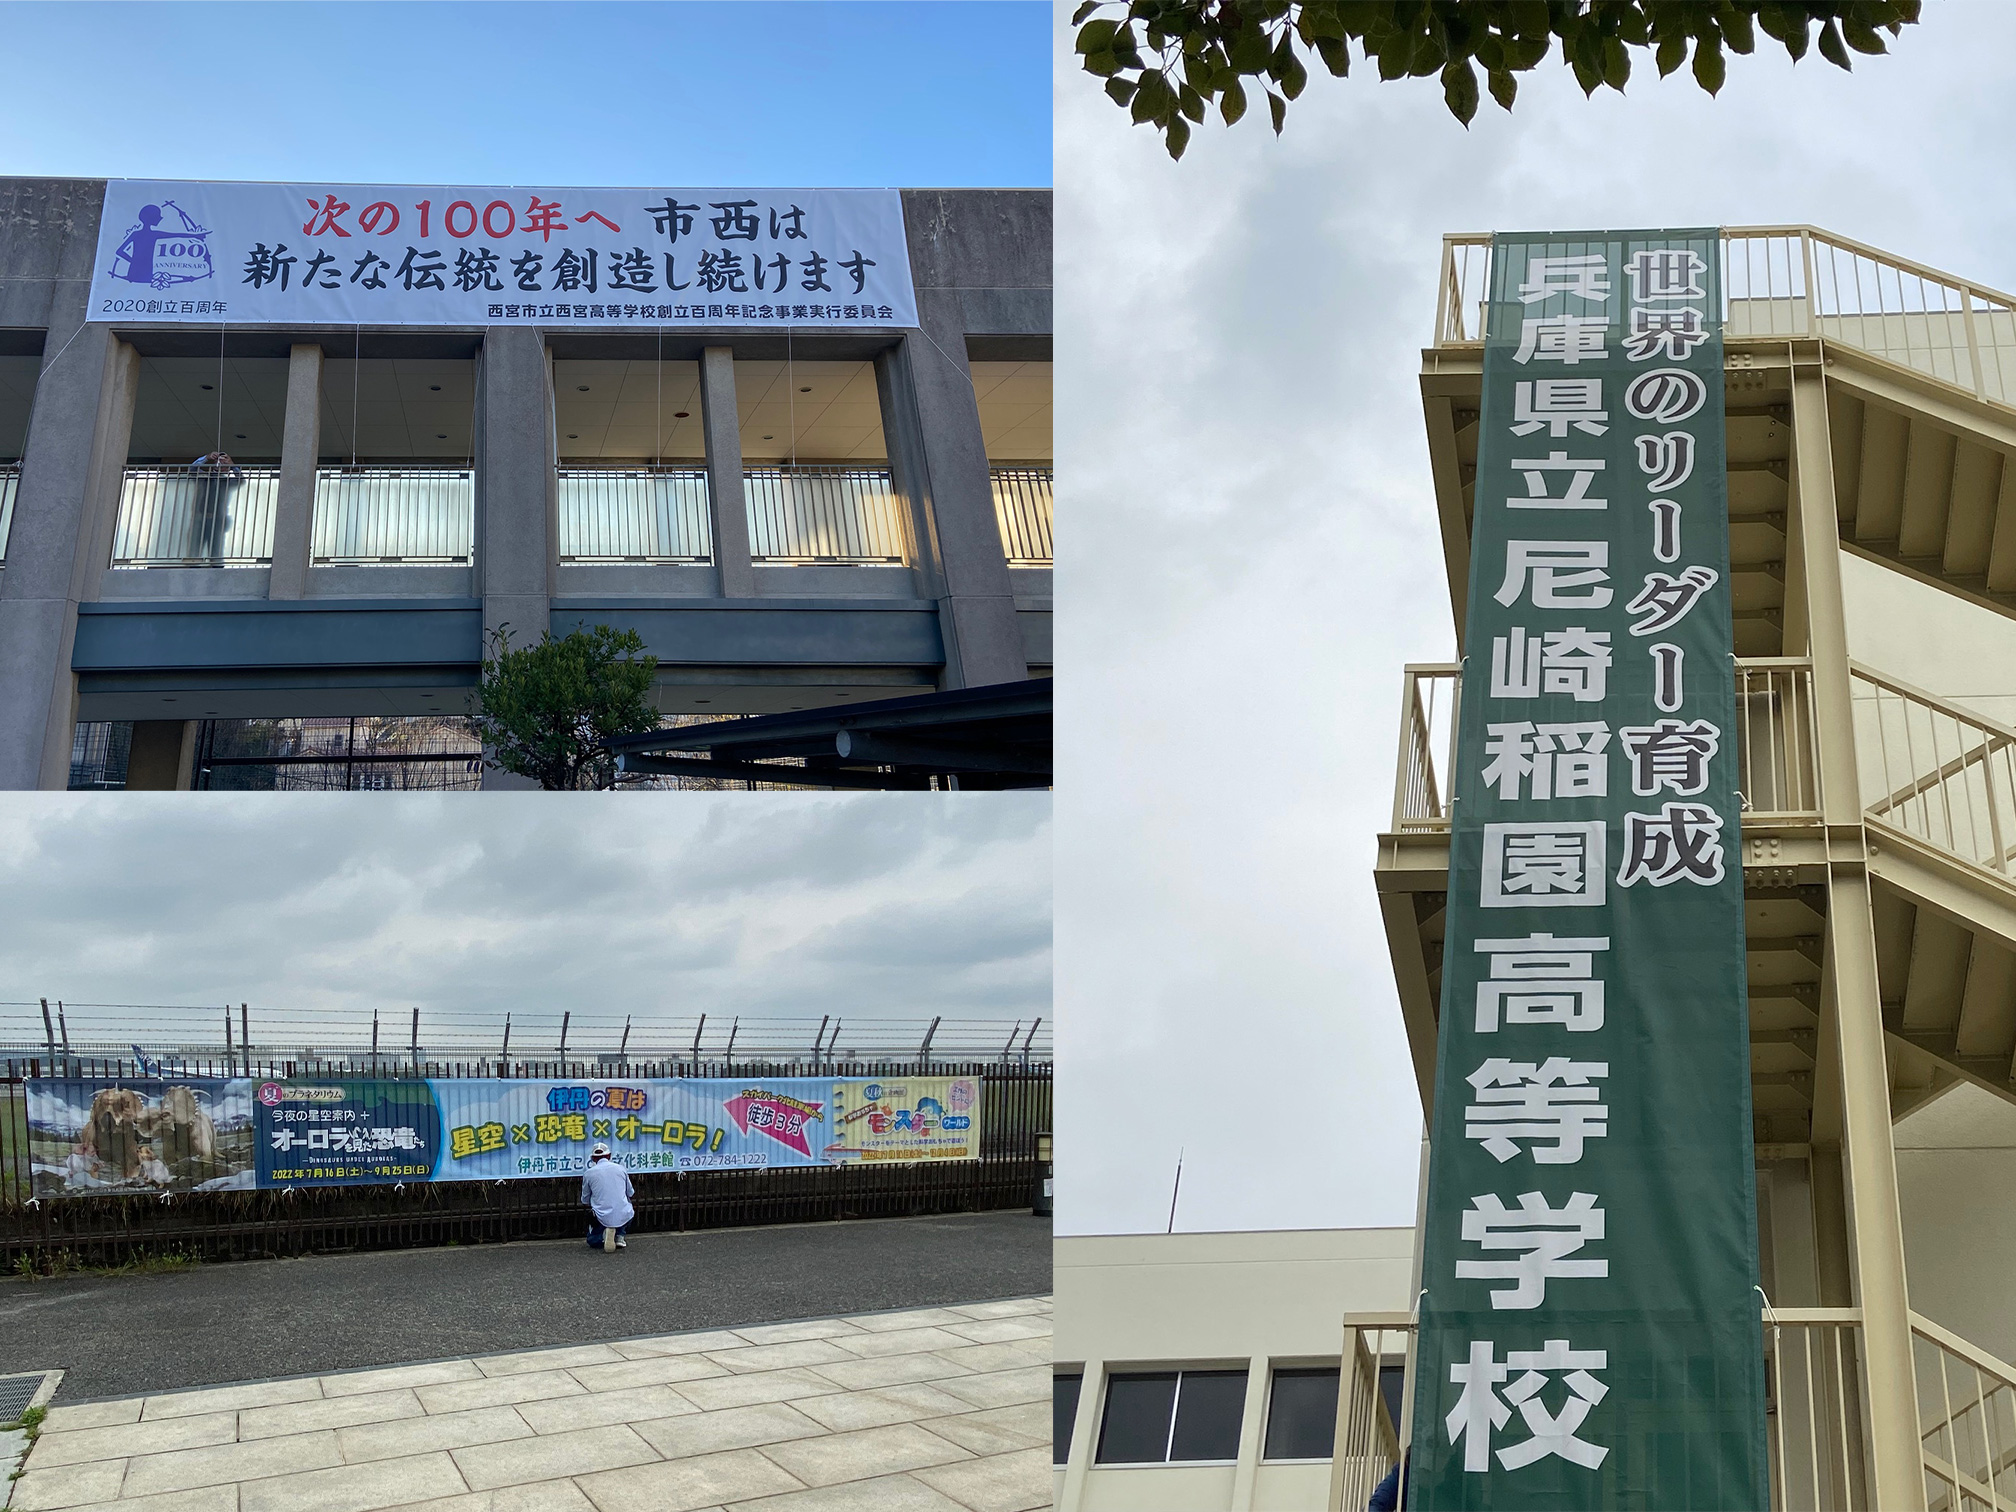 次の100年へ 市西は
新たな伝統を創造し続けます
100
ANNIVERSARY
2020創立百周年
西宮市立西宮高等学校創立百周年記念事業実行委員会
世界のリーダー育成
兵庫県立尼崎稲園高等学校
夏のプラネタリウム
今夜の星空案内+
オーロラを見た恐竜たち
DINOSAURS UNDER AURORAS
2022年7月16日(土)～9月25日(日)
伊丹の夏は
星空×恐竜×オーロラ!
伊丹市立こ
文化科学館 ☎072-784-1222
徒歩3分
モンスターワールド